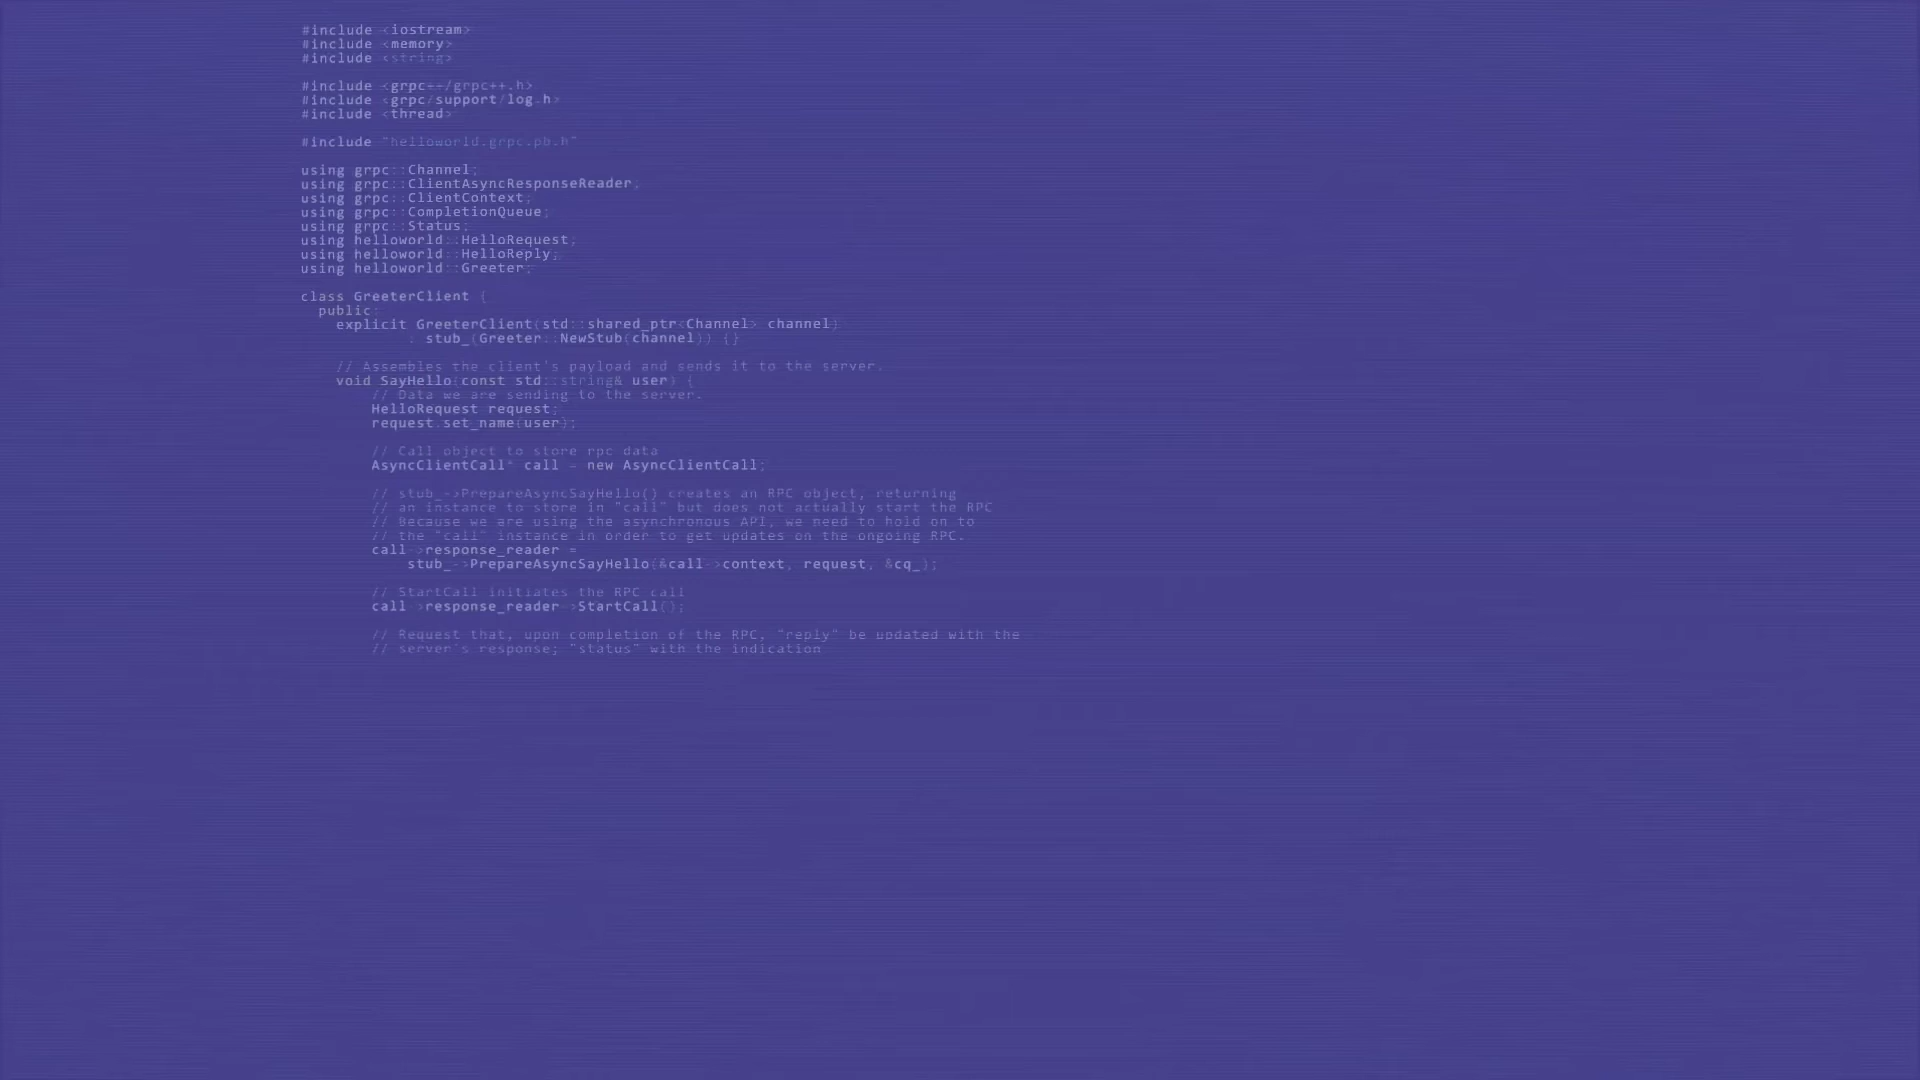 #include <iostream>
#include <memory>
#include <string>
#include <grpc++/grpc++.h>
#include <grpc/support/log.h>
#include <thread>
#include "helloworld.grpc.pb.h"
using grpc::Channel;
using grpc::ClientAsyncResponseReader;
using grpc::ClientContext;
using grpc::CompletionQueue;
using grpc::Status;
using helloworld::HelloRequest;
using helloworld::HelloReply;
using helloworld::Greeter;
class GreeterClient {
public:
explicit GreeterClient(std::shared_ptr<Channel> channel)
: stub_(Greeter::NewStub(channel)) {}
// Assembles the client's payload and sends it to the server.
void SayHello(const std::string& user) {
// Data we are sending to the server.
HelloRequest request;
request.set_name(user);
// Call object to store rpc data
AsyncClientCall* call = new AsyncClientCall;
// stub_->PrepareAsyncSayHello() creates an RPC object, returning
// an instance to store in "call" but does not actually start the RPC
// Because we are using the asynchronous API, we need to hold on to
// the "call" instance in order to get updates on the ongoing RPC.
call->response_reader =
stub_->PrepareAsyncSayHello(&call->context, request, &cq_);
// StartCall initiates the RPC call
call->response_reader->StartCall();
// Request that, upon completion of the RPC, "reply" be updated with the
// server's response; "status" with the indication